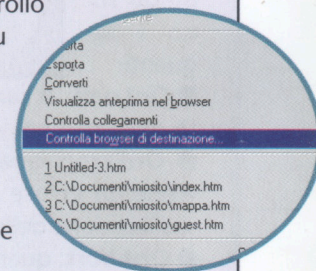 rollo
Esporta
Converti
Visualizza anteprima nel browser
Controlla collegamenti
Controlla browser di destinazione...
1 Untitled-3.htm
2 C:\Documenti\miosito\index.htm
3 C:\Documenti\miosito\mappa.htm
C:\Documenti\miosito\guest.htm
e